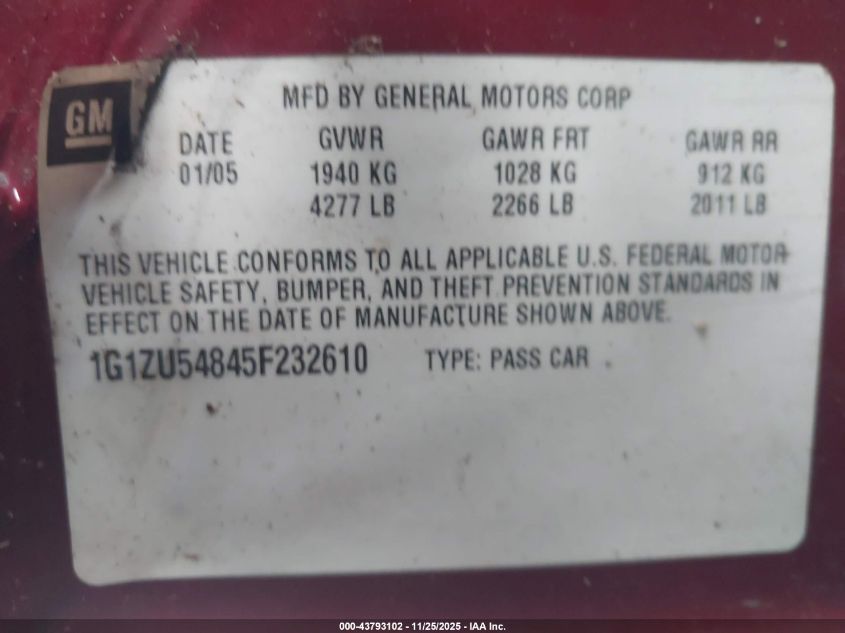 GM
MFD BY GENERAL MOTORS CORP
DATE GVWR GAWR FRT GAWR RR
01/05 1940 KG 1028 KG 912 KG
4277 LB 2266 LB 2011 LB
THIS VEHICLE CONFORMS TO ALL APPLICABLE U.S. FEDERAL MOTOR
VEHICLE SAFETY, BUMPER, AND THEFT PREVENTION STANDARDS IN
EFFECT ON THE DATE OF MANUFACTURE SHOWN ABOVE.
1G1ZU54845F232610 TYPE: PASS CAR
000-43793102 - 11/25/2025 - IAA Inc.